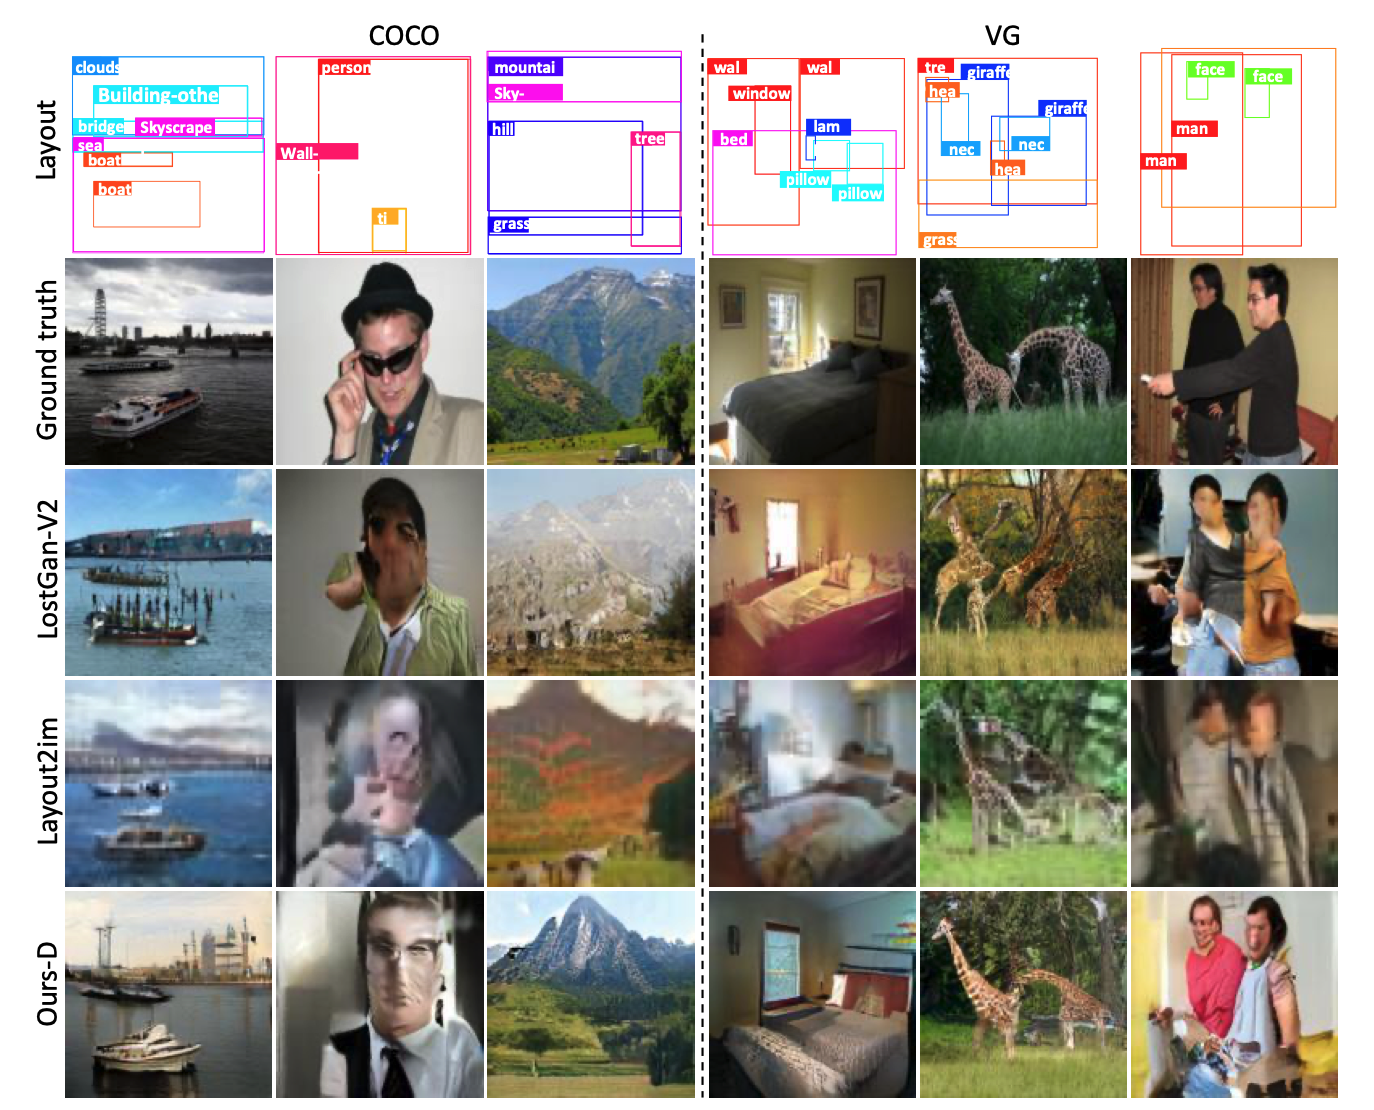 COCO
VG
Layout
clouds
Building-othe
bridge
Skyscrape
sea
boat
boat
person
Wall-
ti
mountai
Sky-
hill
tree
grass
wal
wal
window
lam
bed
pillow
pillow
tre
giraffe
hea
giraffe
nec
nec
hea
grass
face
face
man
man
Ground truth
LostGan-V2
Layout2im
Ours-D